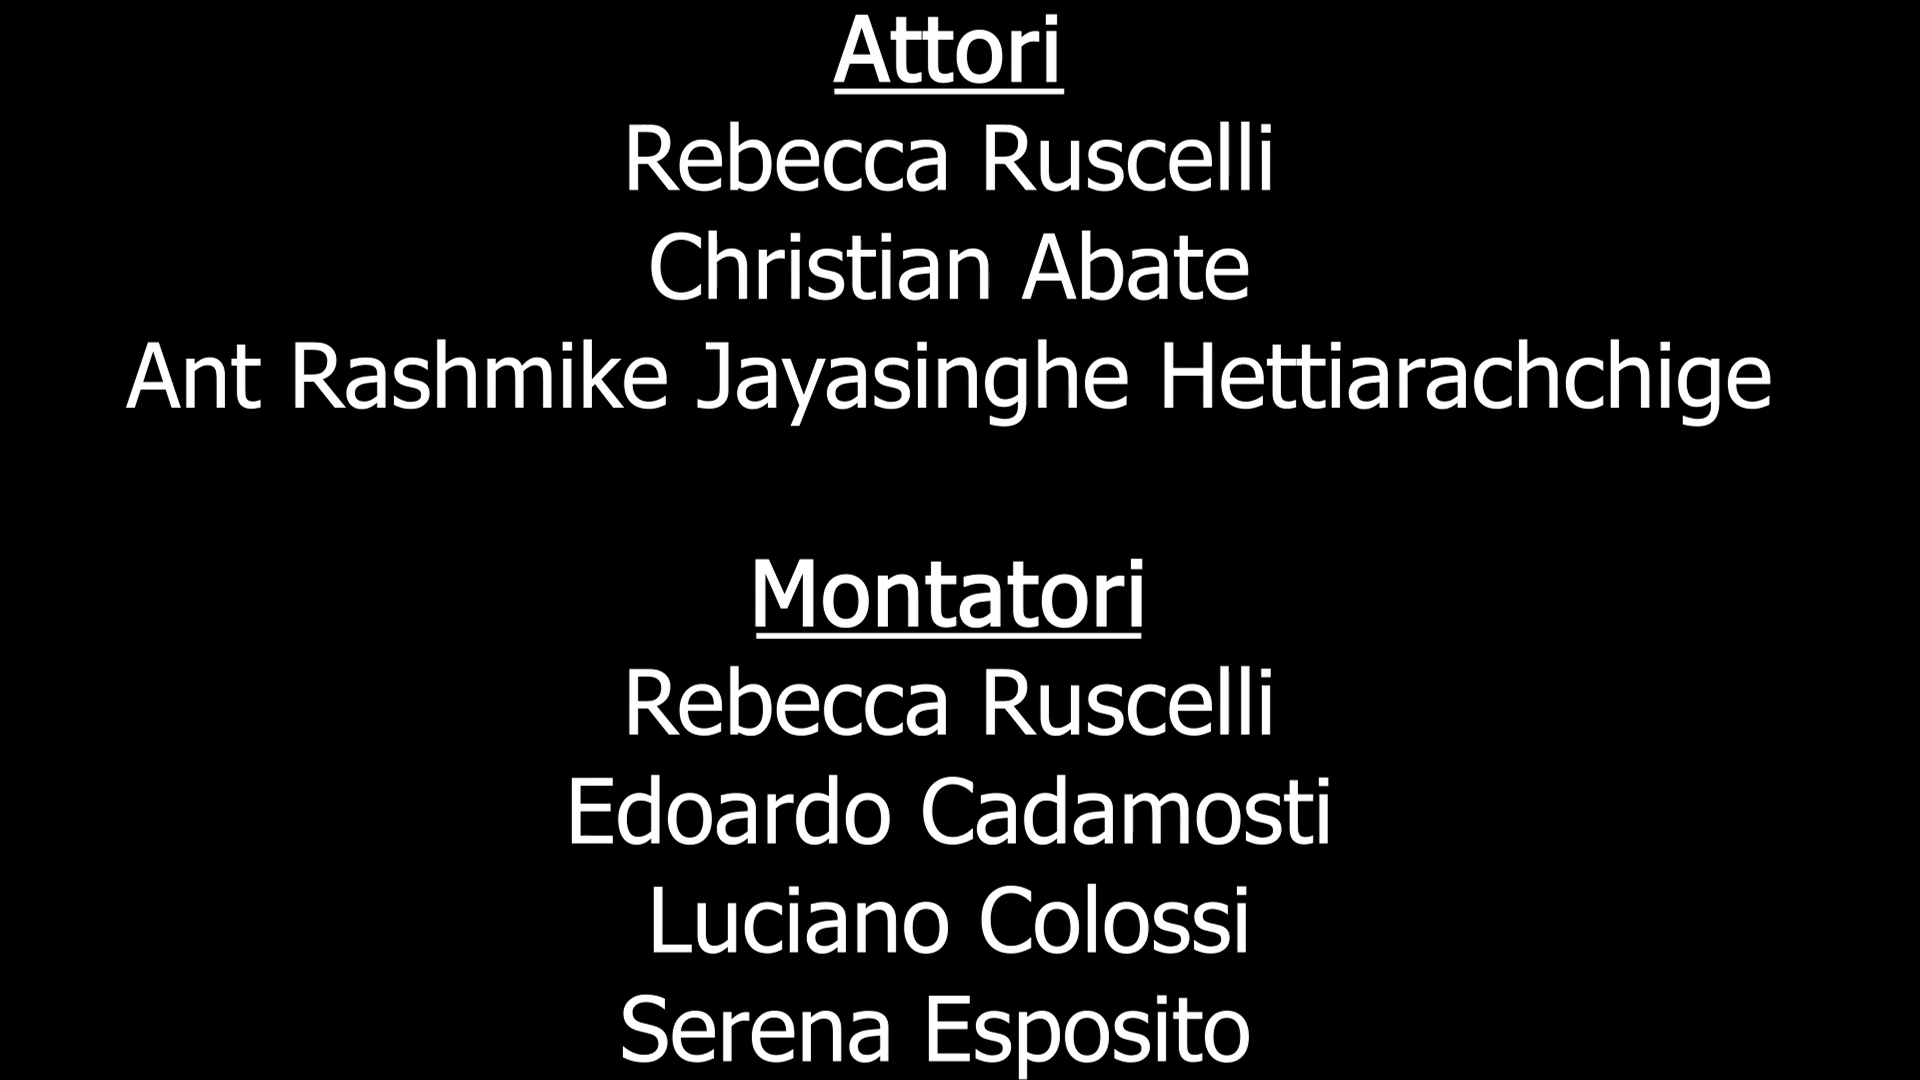 Attori
Rebecca Ruscelli
Christian Abate
Ant Rashmike Jayasinghe Hettiarachchige
Montatori
Rebecca Ruscelli
Edoardo Cadamosti
Luciano Colossi
Serena Esposito